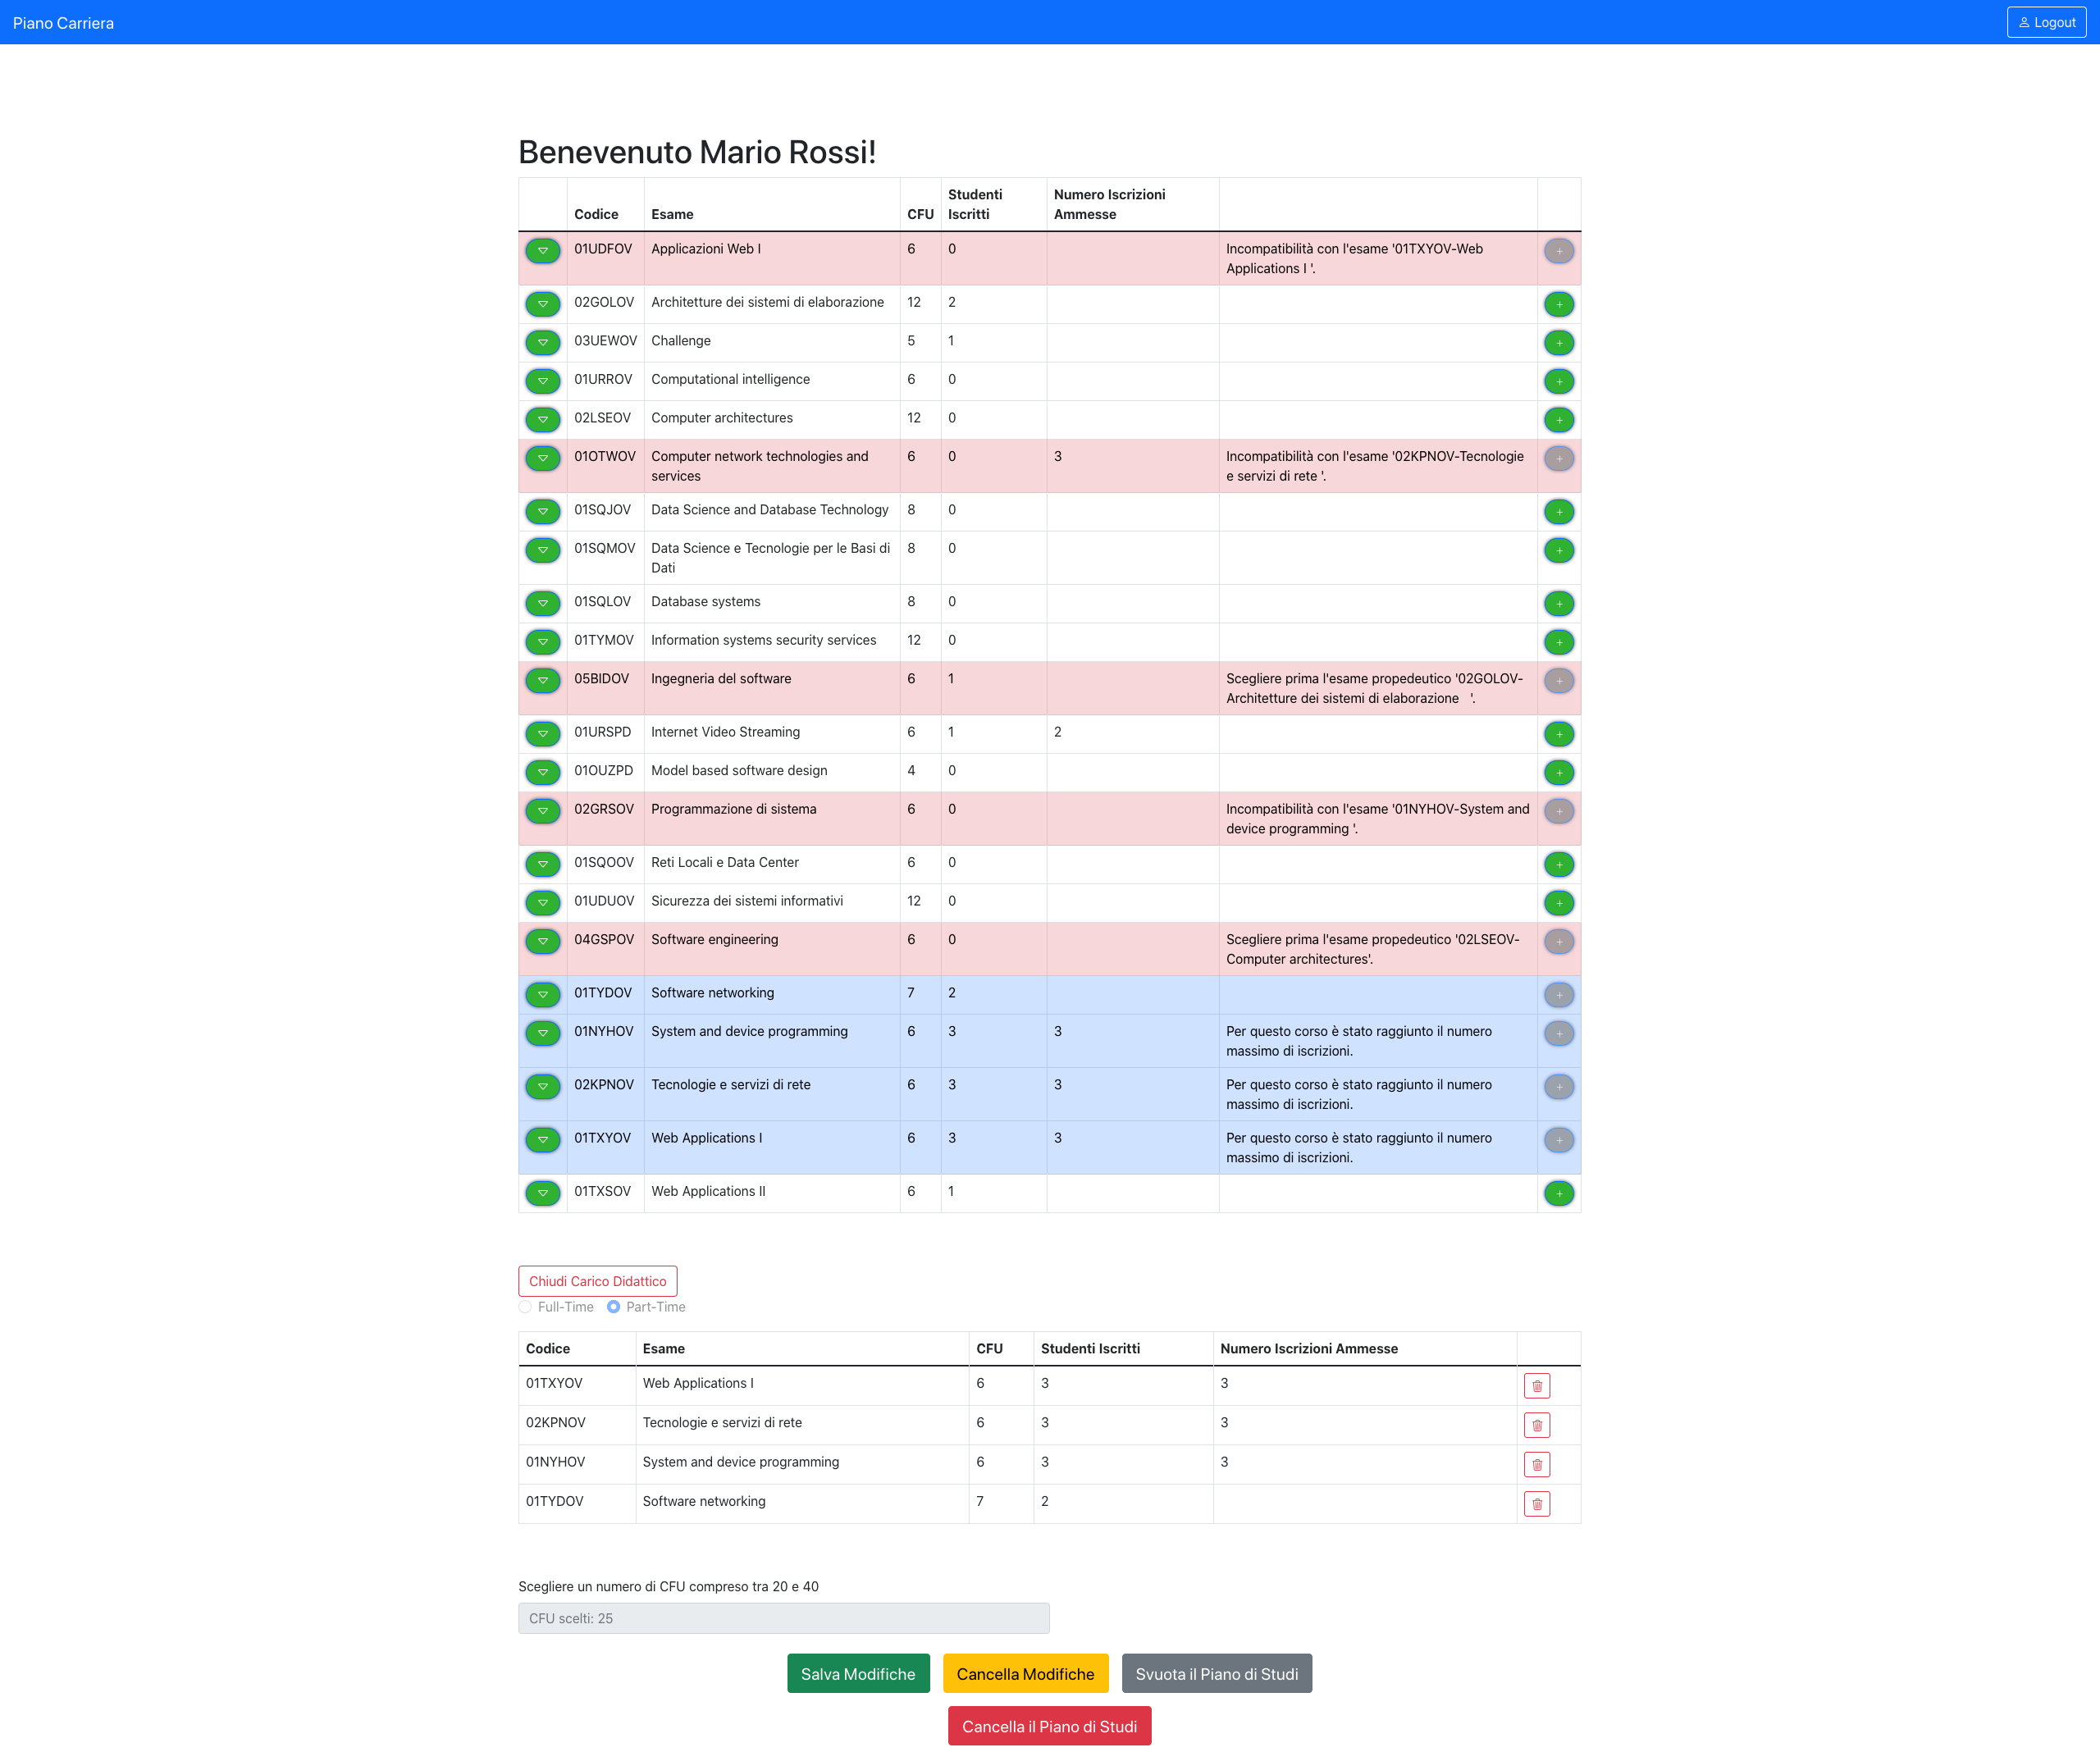 Piano Carriera
Logout
Benevenuto Mario Rossi!
Codice Esame CFU Studenti Iscritti Numero Iscrizioni Ammesse
01UDFOV Applicazioni Web I 6 0 Incompatibilità con l'esame '01TXYOV-Web
Applicazioni I '.
02GOLOV Architetture dei sistemi di elaborazione 12 2
03UEWOV Challenge 5 1
01URROV Computational intelligence 6 0
02LSEOV Computer architectures 12 0
01OTWOV Computer network technologies and 6 0 3 Incompatibilità con l'esame '02KPNOV-Tecnologie
services e servizi di rete '.
01SQJOV Data Science and Database Technology 8 0
01SQMOV Data Science e Tecnologie per le Basi di 8 0
Dati
01SQLOV Database systems 8 0
01TYMOV Information systems security services 12 0
05BIDOV Ingegneria del software 6 1 Scegliere prima l'esame propedeutico '02GOLOV-
Architetture dei sistemi di elaborazione '.
01URSPD Internet Video Streaming 6 1 2
01OUZPD Model based software design 4 0
02GRSOV Programmazione di sistema 6 0 Incompatibilità con l'esame '01NYHOV-System and
device programming '.
01SQOOV Reti Locali e Data Center 6 0
01UDUOV Sicurezza dei sistemi informativi 12 0
04GSPOV Software engineering 6 0 Scegliere prima l'esame propedeutico '02LSEOV-
Computer architectures'.
01TYDOV Software networking 7 2
01NYHOV System and device programming 6 3 3 Per questo corso è stato raggiunto il numero
massimo di iscrizioni.
02KPNOV Tecnologie e servizi di rete 6 3 3 Per questo corso è stato raggiunto il numero
massimo di iscrizioni.
01TXYOV Web Applications I 6 3 3 Per questo corso è stato raggiunto il numero
massimo di iscrizioni.
01TXSOV Web Applications II 6 1
Chiudi Carico Didattico
Full-Time Part-Time
Codice Esame CFU Studenti Iscritti Numero Iscrizioni Ammesse
01TXYOV Web Applications I 6 3 3
02KPNOV Tecnologie e servizi di rete 6 3 3
01NYHOV System and device programming 6 3 3
01TYDOV Software networking 7 2
Scegliere un numero di CFU compreso tra 20 e 40
CFU scelti: 25
Salva Modifiche Cancella Modifiche Svuota il Piano di Studi
Cancella il Piano di Studi